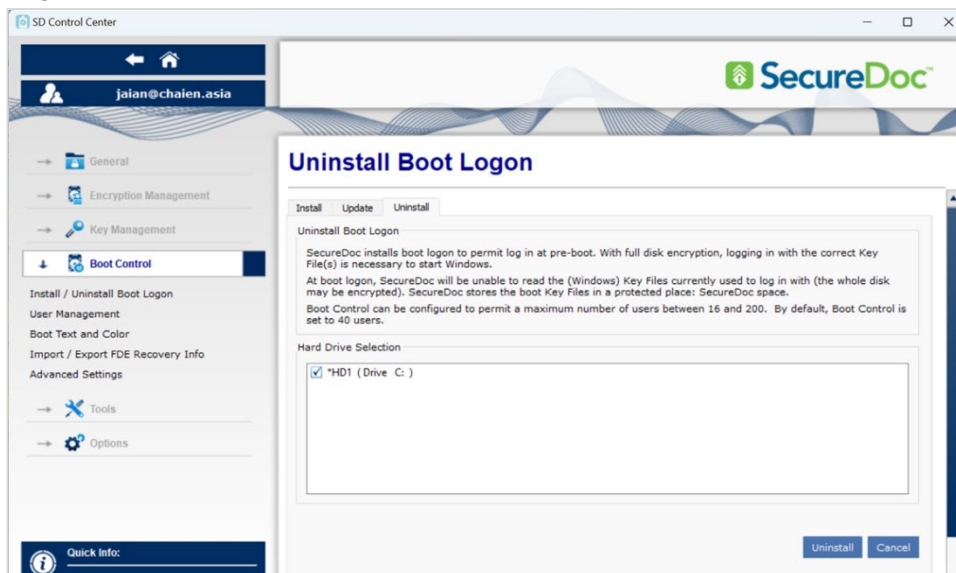 SD Control Center
jaian@chaien.asia
SecureDoc™
General
Encryption Management
Key Management
Boot Control
Install / Uninstall Boot Logon
User Management
Boot Text and Color
Import / Export FDE Recovery Info
Advanced Settings
Tools
Options
Quick Info:
Uninstall Boot Logon
Install Update Uninstall
Uninstall Boot Logon
SecureDoc installs boot logon to permit log in at pre-boot. With full disk encryption, logging in with the correct Key
File(s) is necessary to start Windows.
At boot logon, SecureDoc will be unable to read the (Windows) Key Files currently used to log in with (the whole disk
may be encrypted). SecureDoc stores the boot Key Files in a protected place: SecureDoc space.
Boot Control can be configured to permit a maximum number of users between 16 and 200. By default, Boot Control is
set to 40 users.
Hard Drive Selection
*HD1 ( Drive C: )
Uninstall Cancel